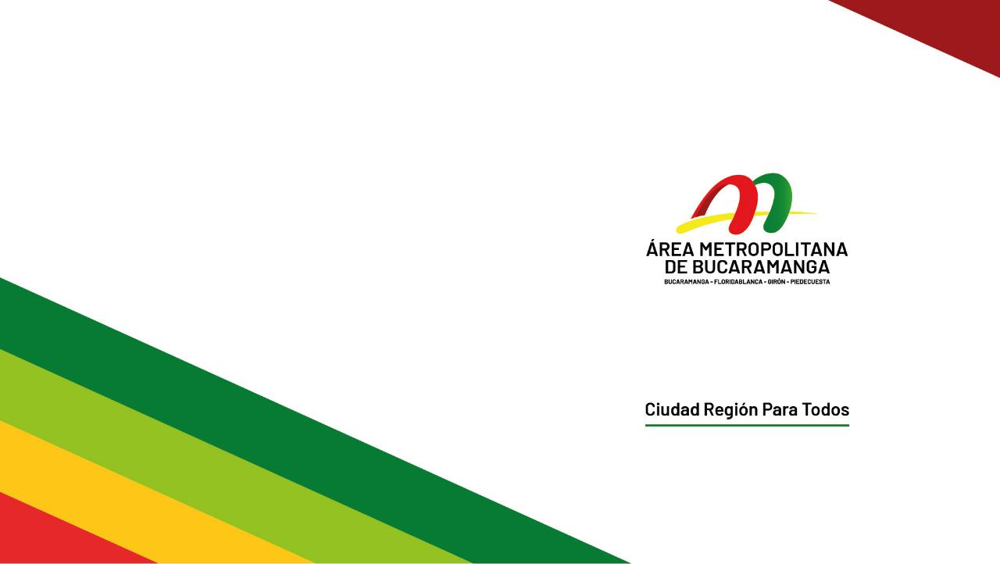 ÁREA METROPOLITANA
DE BUCARAMANGA
BUCARAMANGA - FLORIDABLANCA - GIRÓN - PIEDECUESTA
Ciudad Región Para Todos